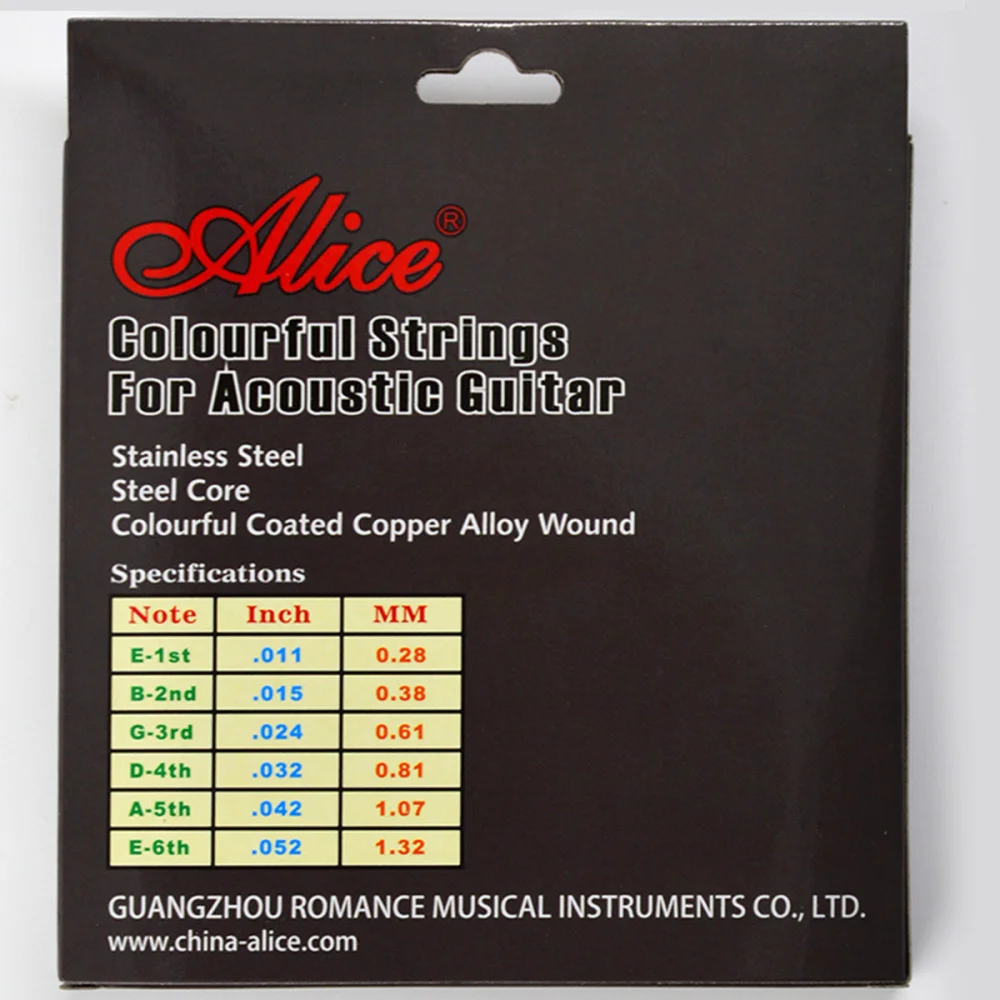 Alice®
Colourful Strings
For Acoustic Guitar
Stainless Steel
Steel Core
Colourful Coated Copper Alloy Wound
Specifications
Note Inch MM
E-1st .011 0.28
B-2nd .015 0.38
G-3rd .024 0.61
D-4th .032 0.81
A-5th .042 1.07
E-6th .052 1.32
GUANGZHOU ROMANCE MUSICAL INSTRUMENTS CO., LTD.
www.china-alice.com